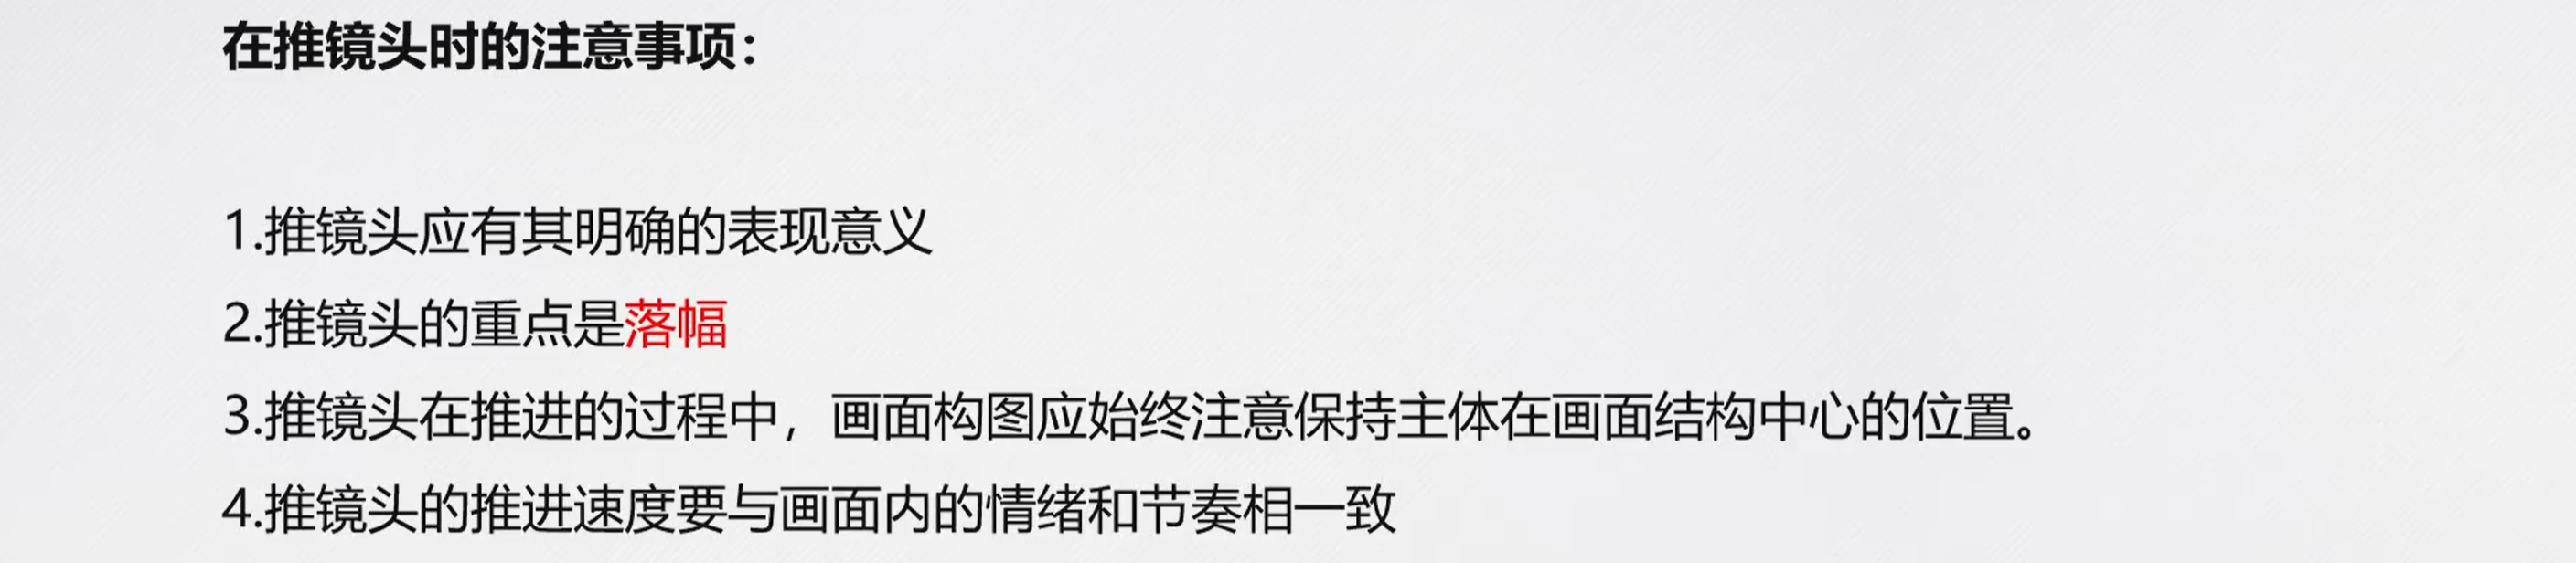 在推镜头时的注意事项：
1.推镜头应有其明确的表现意义
2.推镜头的重点是落幅
3.推镜头在推进的过程中，画面构图应始终注意保持主体在画面结构中心的位置。
4.推镜头的推进速度要与画面内的情绪和节奏相一致